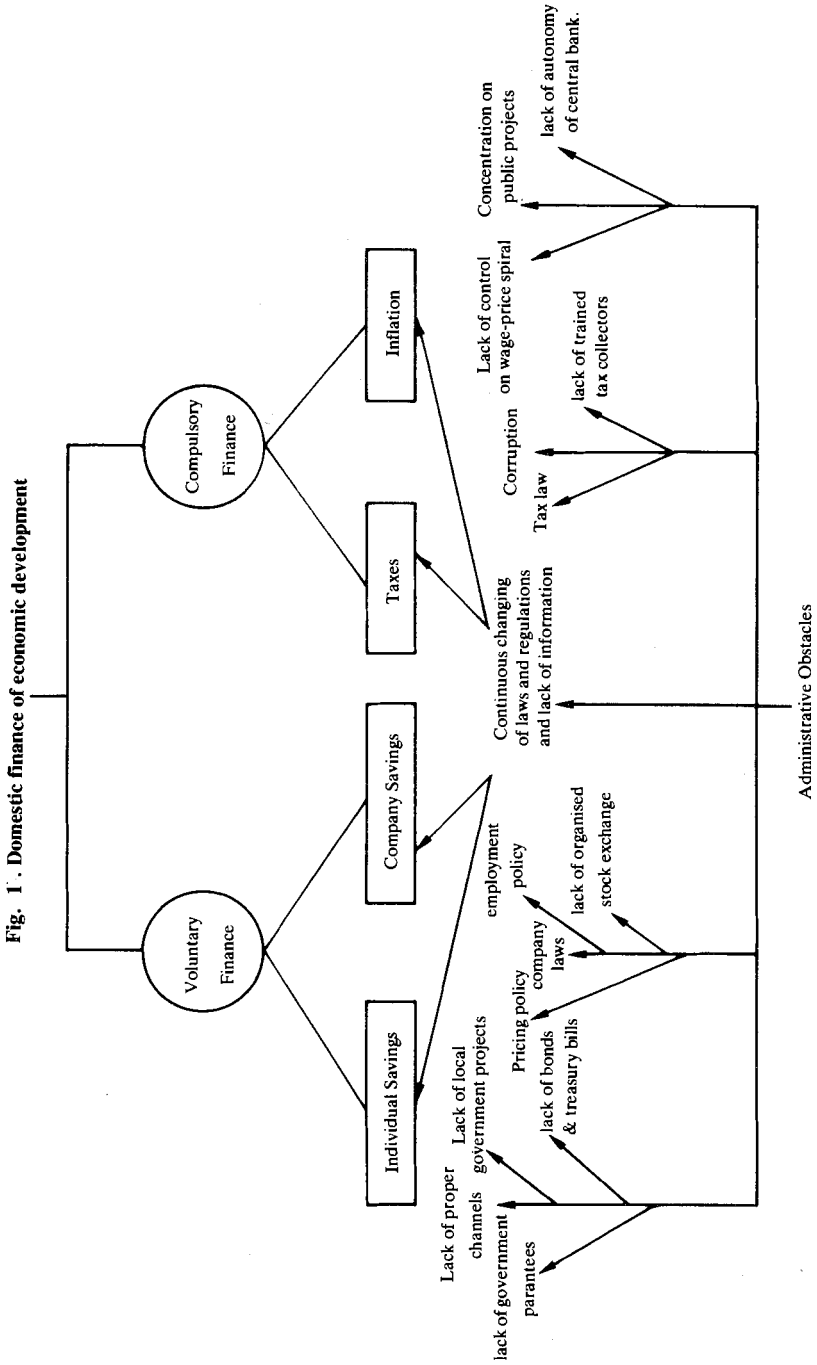 Fig. 1. Domestic finance of economic development
Voluntary
Finance
Compulsory
Finance
Individual Savings
Company Savings
Taxes
Inflation
Continuous changing
of laws and regulations
and lack of information
Lack of proper
channels
Lack of local
government projects
lack of government
parantees
lack of bonds
& treasury bills
Pricing policy
company
laws
employment
policy
lack of organised
stock exchange
Tax law
Corruption
lack of trained
tax collectors
Lack of control
on wage-price spiral
Concentration on
public projects
lack of autonomy
of central bank.
Administrative Obstacles